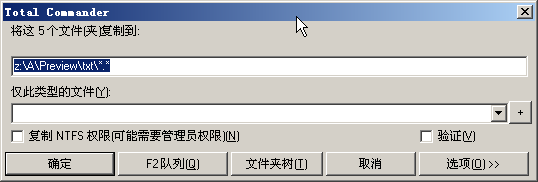 Total Commander
将这 5 个文件(夹)复制到:
z:\A\Preview\txt\*.*
仅此类型的文件(Y):
+
复制 NTFS 权限(可能需要管理员权限)(N)
验证(V)
确定 F2 队列(Q) 文件夹树(T) 取消 选项(O) >>